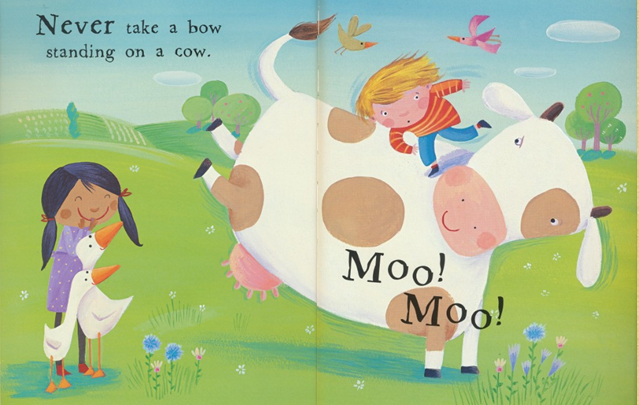 Never take a bow
standing on a cow.
Moo!
Moo!